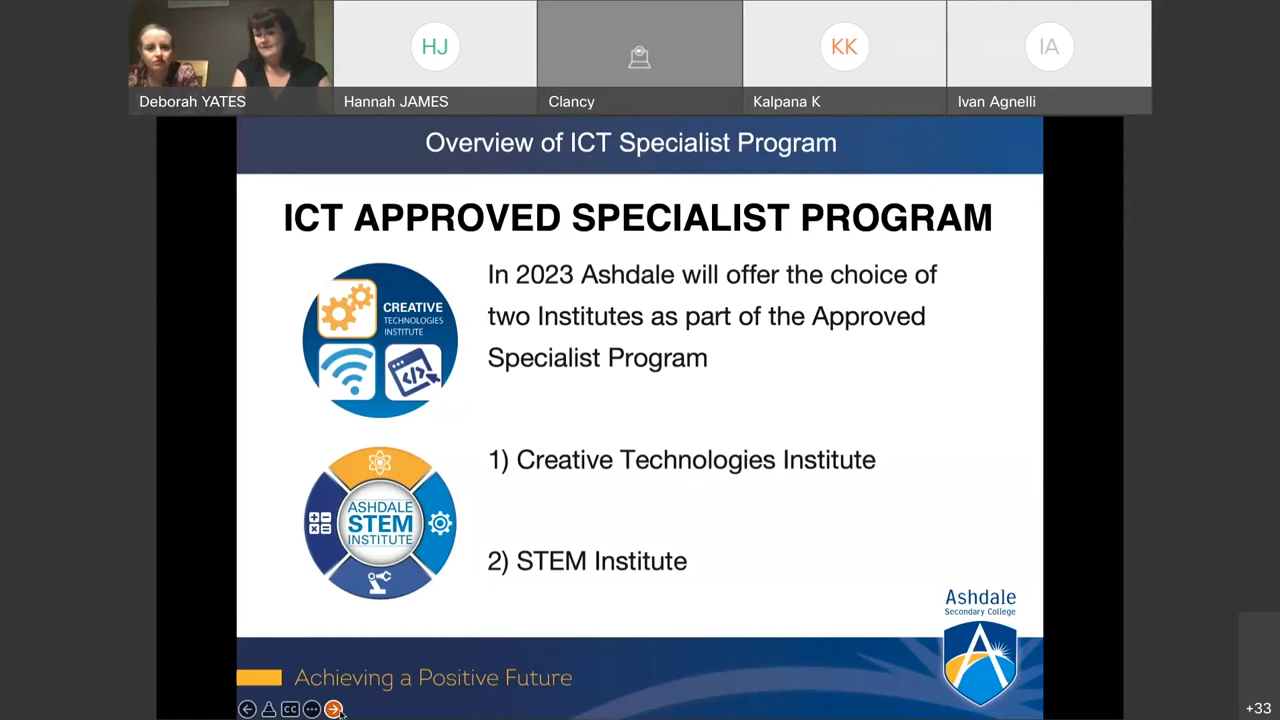 HJ
KK
IA
Deborah YATES
Hannah JAMES
Clancy
Kalpana K
Ivan Agnelli
Overview of ICT Specialist Program
ICT APPROVED SPECIALIST PROGRAM
CREATIVE
TECHNOLOGIES
INSTITUTE
</>
In 2023 Ashdale will offer the choice of
two Institutes as part of the Approved
Specialist Program
1) Creative Technologies Institute
ASHDALE
STEM
INSTITUTE
2) STEM Institute
Ashdale
Secondary College
Achieving a Positive Future
CC
+33